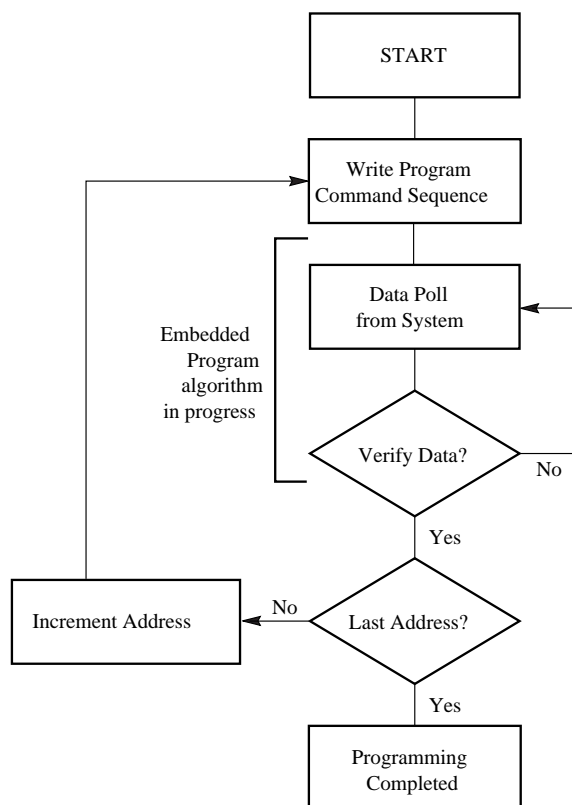 START
Write Program
Command Sequence
Data Poll
from System
Embedded
Program
algorithm
in progress
Verify Data?
No
Yes
Increment Address
No
Last Address?
Yes
Programming
Completed